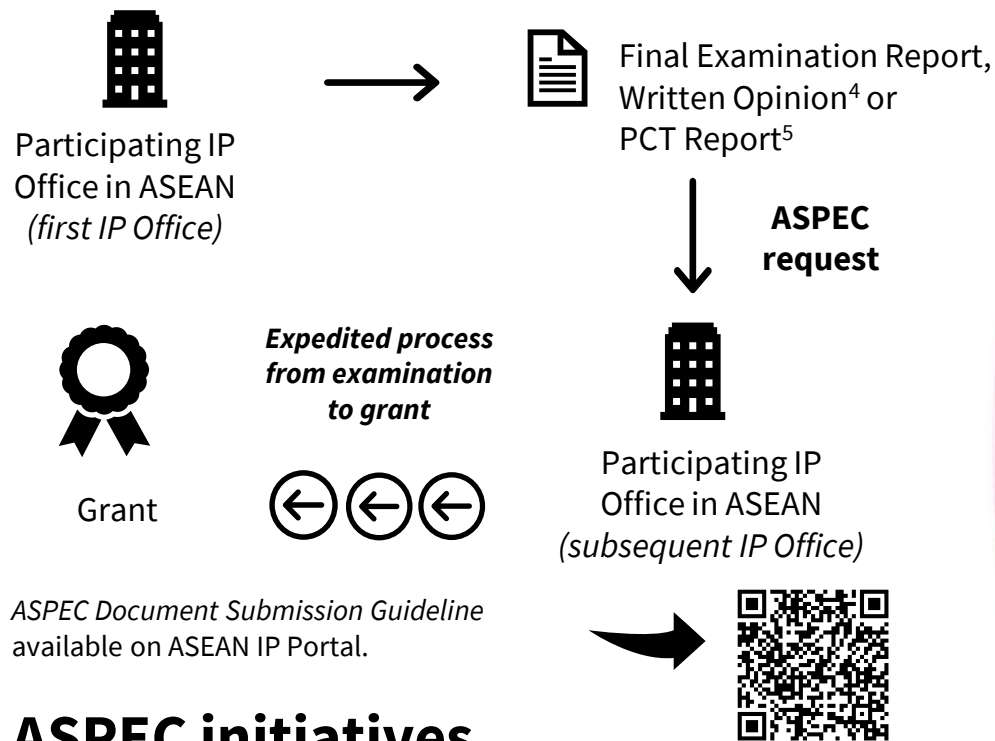 Participating IP
Office in ASEAN
(first IP Office)
Final Examination Report,
Written Opinion⁴ or
PCT Report⁵
ASPEC
request
Participating IP
Office in ASEAN
(subsequent IP Office)
Expedited process
from examination
to grant
Grant
ASPEC Document Submission Guideline
available on ASEAN IP Portal.
ASPEC initiatives